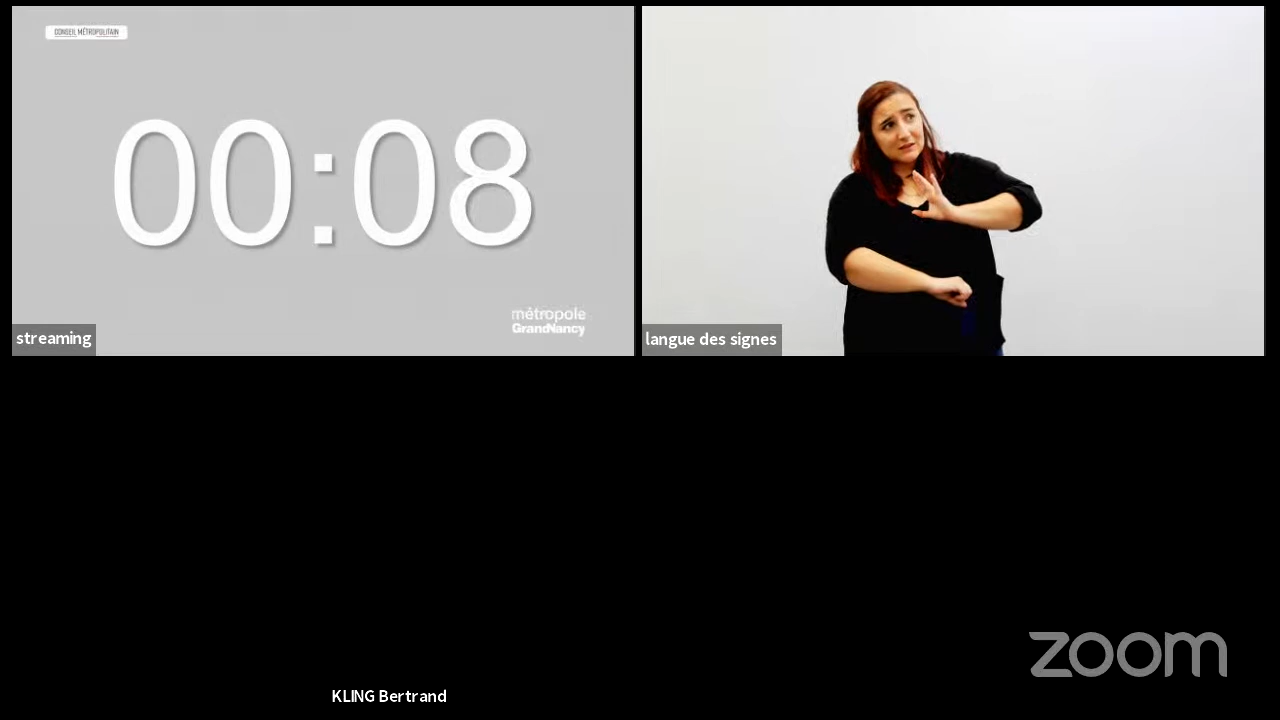 CONSEIL MÉTROPOLITAIN
00:08
métropole
GrandNancy
streaming
langue des signes
zoom
KLING Bertrand